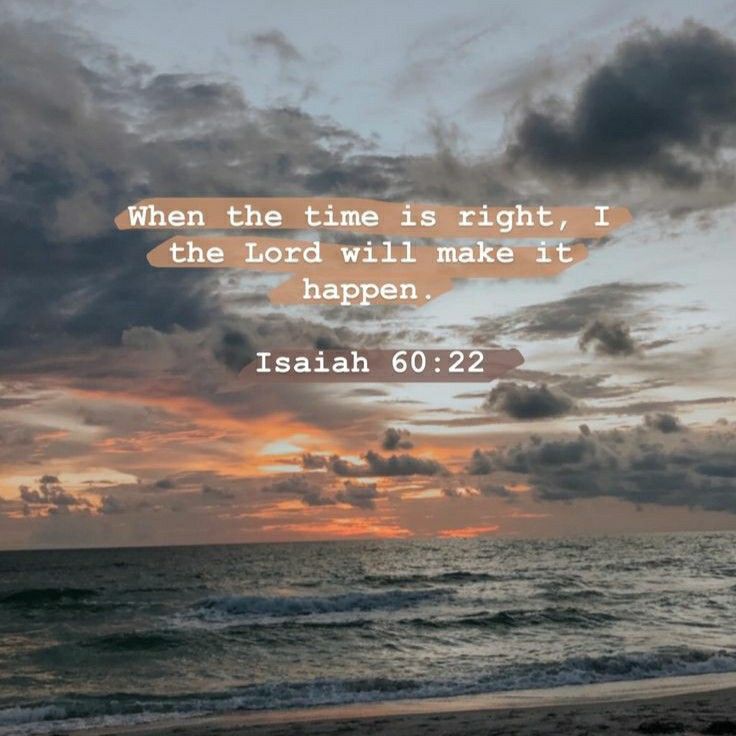 When the time is right, I
the Lord will make it
happen.
Isaiah 60:22